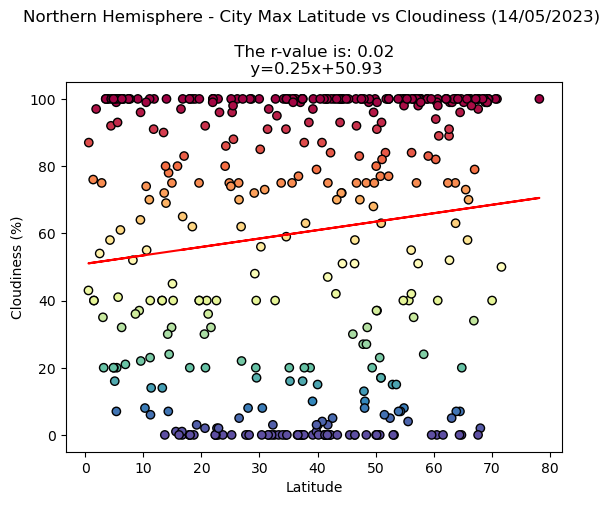 Northern Hemisphere - City Max Latitude vs Cloudiness (14/05/2023)
The r-value is: 0.02
y=0.25x+50.93
100
80
60
40
20
0
Cloudiness (%)
0 10 20 30 40 50 60 70 80
Latitude